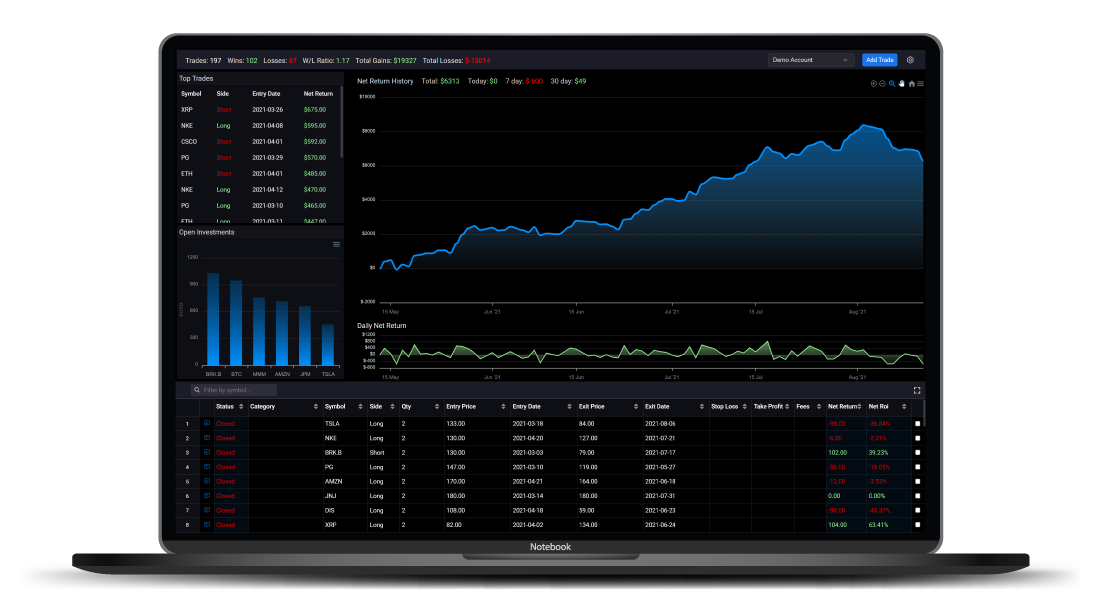 Trades: 197 Wins: 102 Losses: 87 W/L Ratio: 1.17 Total Gains: $19327 Total Losses: $-13014
Demo Account
Add Trade
Top Trades
Symbol Side Entry Date Net Return
XRP Short 2021-03-26 $675.00
NKE Long 2021-04-08 $595.00
CSCO Short 2021-04-01 $592.00
PG Short 2021-03-29 $570.00
ETH Short 2021-04-01 $485.00
NKE Long 2021-04-12 $470.00
PG Long 2021-03-10 $465.00
ETH Long 2021-03-11 $447.00
Net Return History Total: $6313 Today: $0 7 day: $-600 30 day: $49
$10000
$8000
$6000
$4000
$2000
$0
$-2000
15 May Jun '21 15 Jun Jul '21 15 Jul Aug '21
Open Investments
1200
900
600
300
0
BRK.B BTC MMM AMZN JPM TSLA
Daily Net Return
$1200
$800
$400
$0
$-400
$-800
15 May Jun '21 15 Jun Jul '21 15 Jul Aug '21
Filter by symbol...
Status Category Symbol Side Qty Entry Price Entry Date Exit Price Exit Date Stop Loss Take Profit Fees Net Return Net Roi
1 Closed TSLA Long 2 133.00 2021-03-18 84.00 2021-08-06 -98.00 -36.84%
2 Closed NKE Long 2 130.00 2021-04-20 127.00 2021-07-21 -6.00 -2.31%
3 Closed BRK.B Short 2 130.00 2021-03-03 79.00 2021-07-17 102.00 39.23%
4 Closed PG Long 2 147.00 2021-03-10 119.00 2021-05-27 -56.00 -19.05%
5 Closed AMZN Long 2 170.00 2021-04-21 164.00 2021-06-18 -12.00 -3.53%
6 Closed JNJ Long 2 180.00 2021-03-14 180.00 2021-07-31 0.00 0.00%
7 Closed DIS Long 2 108.00 2021-04-18 59.00 2021-06-23 -98.00 -45.37%
8 Closed XRP Long 2 82.00 2021-04-02 134.00 2021-06-24 104.00 63.41%
Notebook